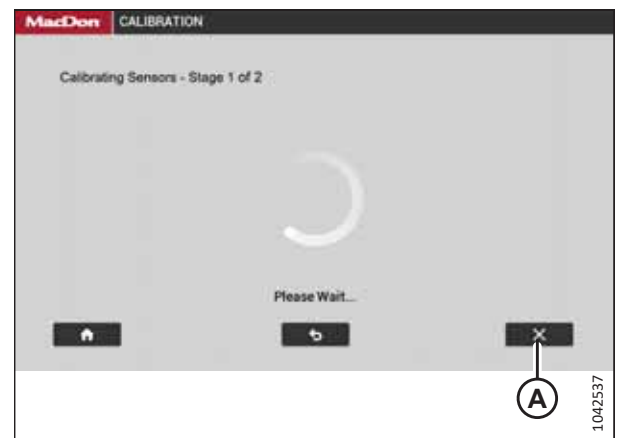 MacDon CALIBRATION
Calibrating Sensors - Stage 1 of 2
Please Wait...
A
1042537